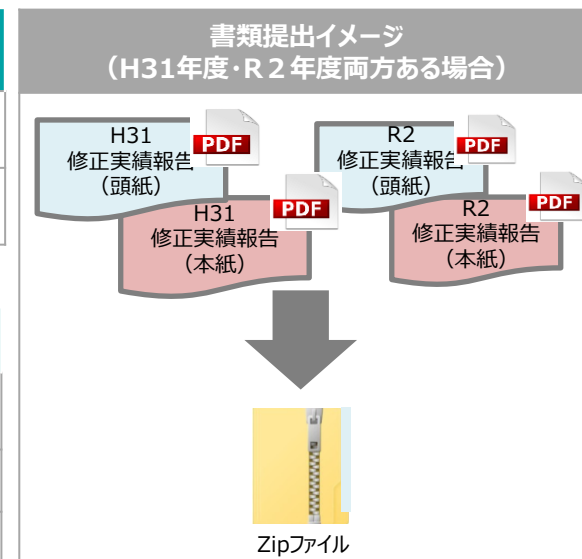 書類提出イメージ
（H31年度・R２年度両方ある場合）
H31
修正実績報告
（頭紙）
PDF
H31
修正実績報告
（本紙）
PDF
R2
修正実績報告
（頭紙）
PDF
R2
修正実績報告
（本紙）
PDF
Zipファイル